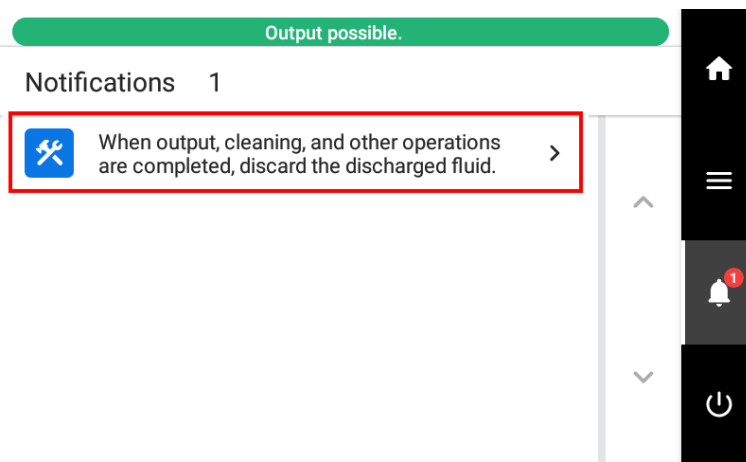 Output possible.
Notifications 1
When output, cleaning, and other operations
are completed, discard the discharged fluid.
1